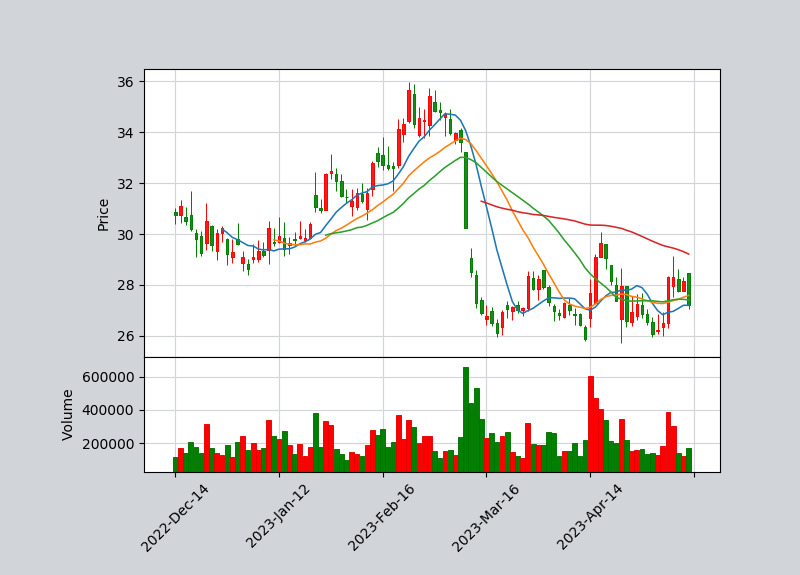 36
34
32
30
28
26
Price
600000
400000
200000
Volume
2022-Dec-14
2023-Jan-12
2023-Feb-16
2023-Mar-16
2023-Apr-14